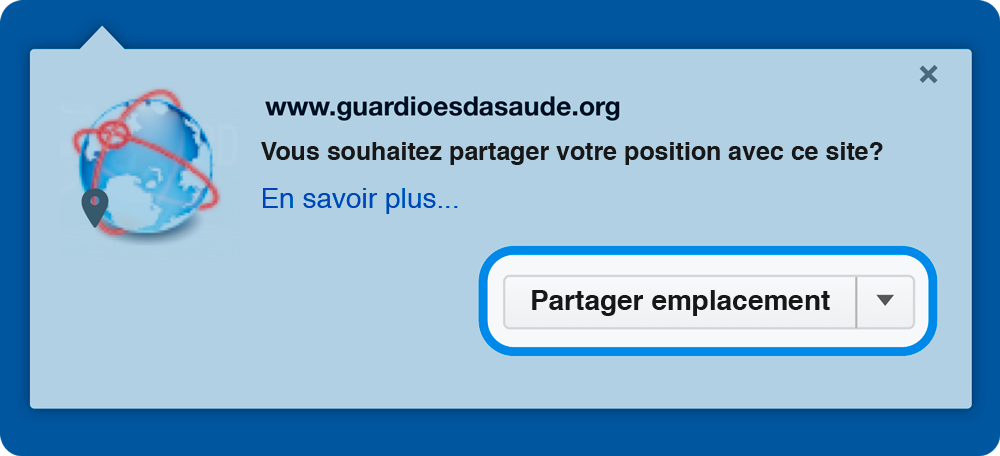 www.guardioesdasaude.org
Vous souhaitez partager votre position avec ce site?
En savoir plus...
Partager emplacement